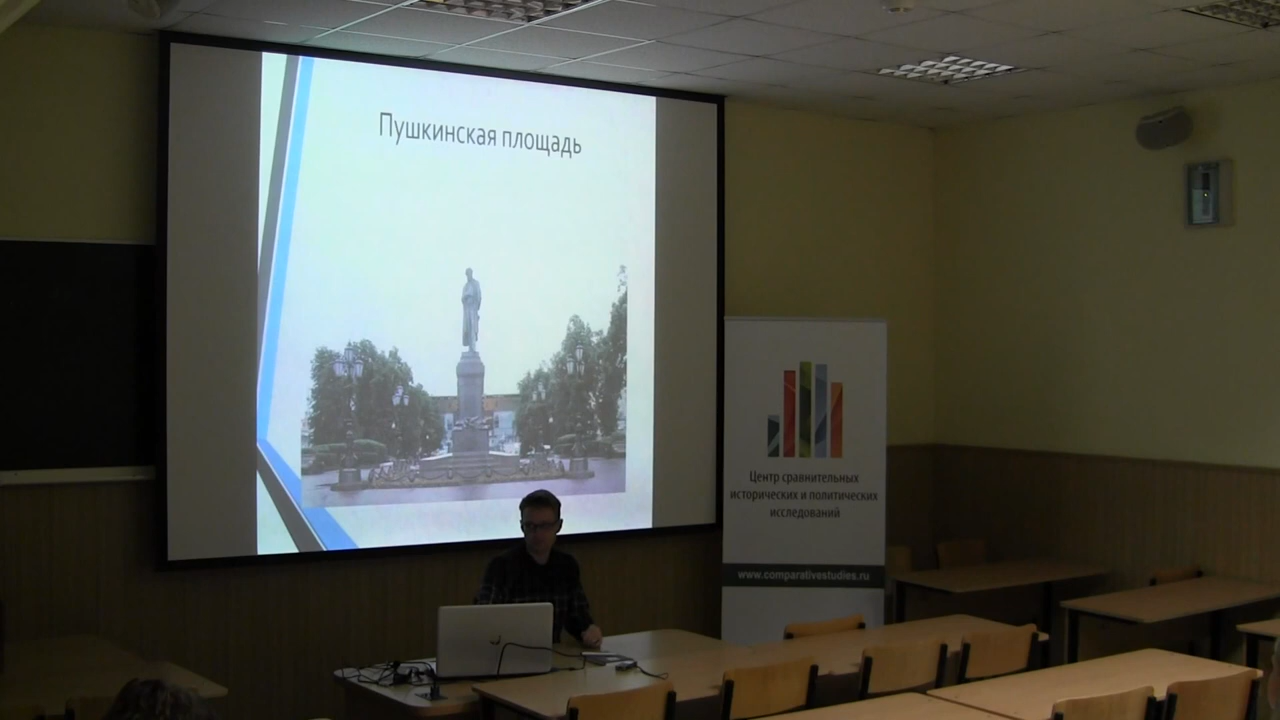 Пушкинская площадь
Центр сравнительных
исторических и политических
исследований
www.comparativestudies.ru